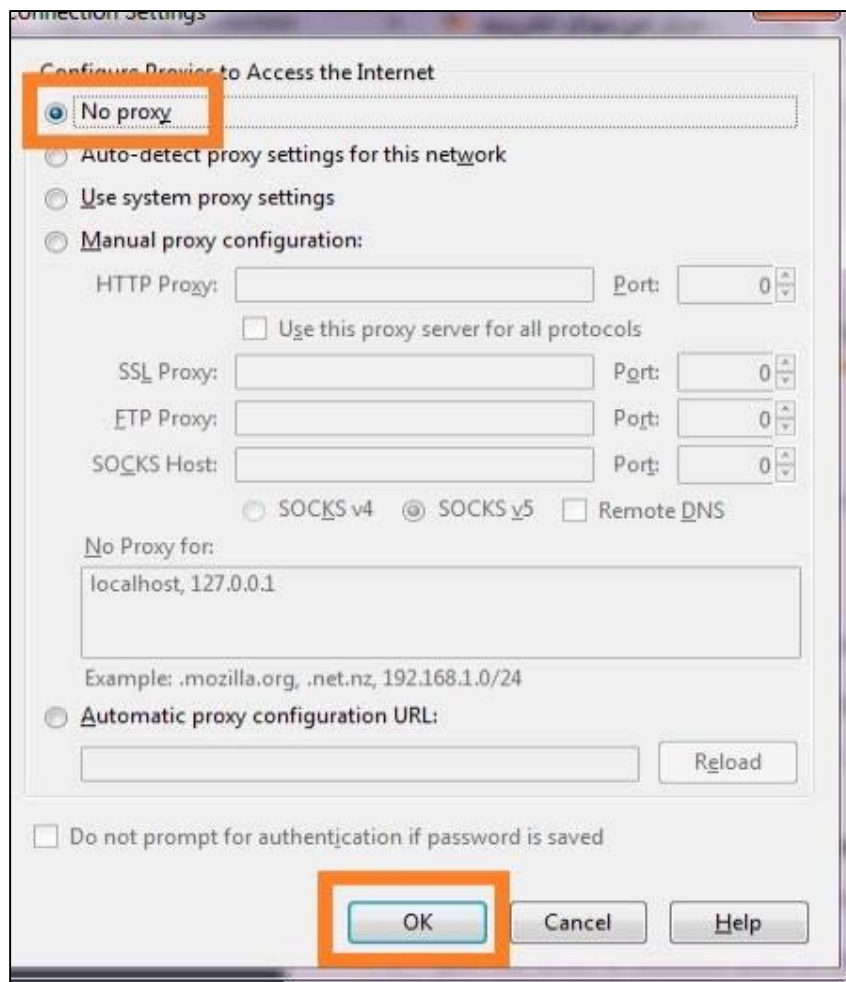 Connection Settings
Configure Proxies to Access the Internet
No proxy
Auto-detect proxy settings for this network
Use system proxy settings
Manual proxy configuration:
HTTP Proxy: Port: 0
Use this proxy server for all protocols
SSL Proxy: Port: 0
FTP Proxy: Port: 0
SOCKS Host: Port: 0
SOCKS v4 SOCKS v5 Remote DNS
No Proxy for:
localhost, 127.0.0.1
Example: .mozilla.org, .net.nz, 192.168.1.0/24
Automatic proxy configuration URL:
Reload
Do not prompt for authentication if password is saved
OK Cancel Help